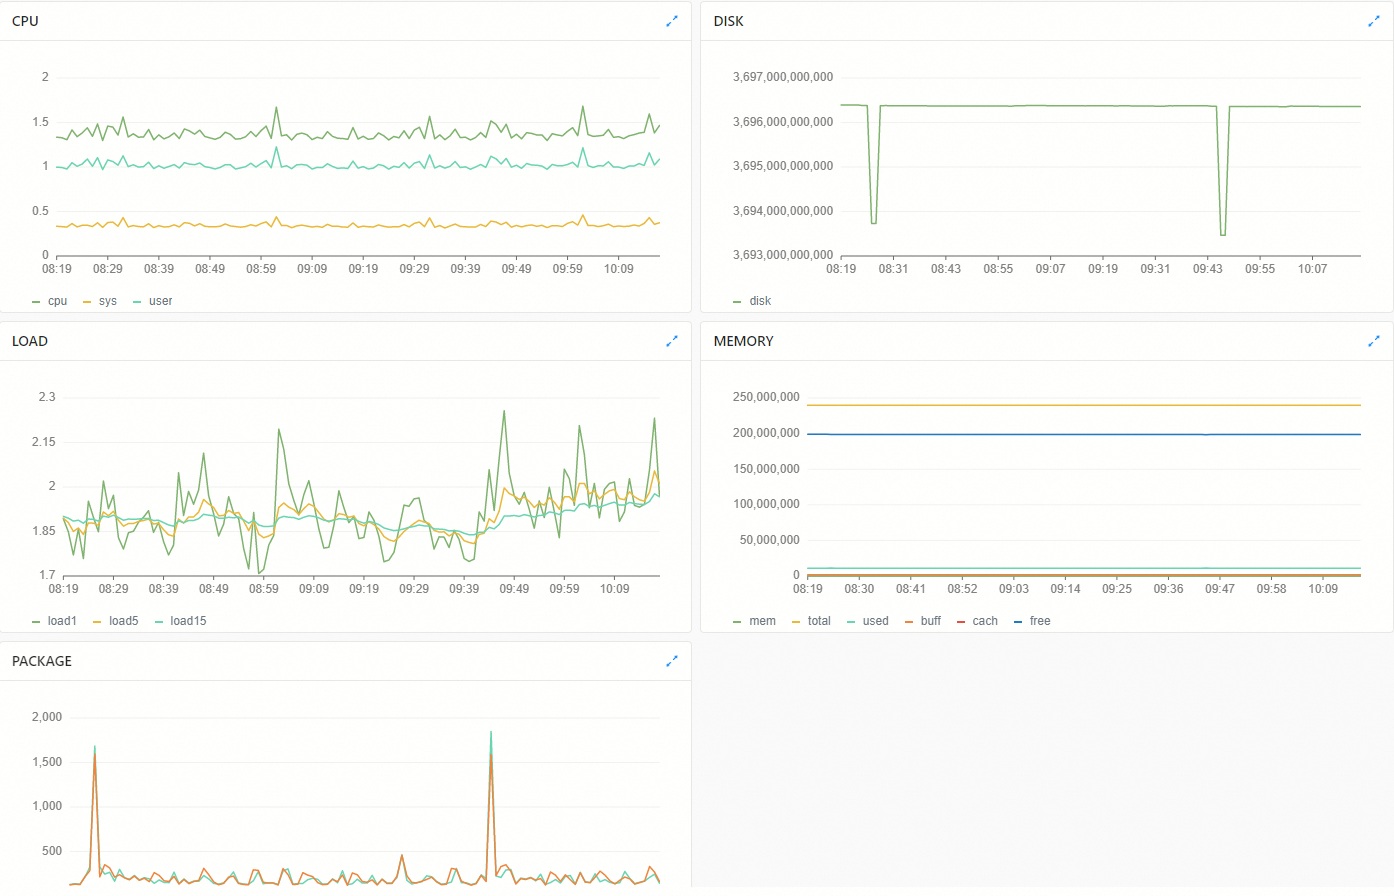 CPU
2
1.5
1
0.5
0
08:19 08:29 08:39 08:49 08:59 09:09 09:19 09:29 09:39 09:49 09:59 10:09
cpu sys user
DISK
3,697,000,000,000
3,696,000,000,000
3,695,000,000,000
3,694,000,000,000
3,693,000,000,000
08:19 08:31 08:43 08:55 09:07 09:19 09:31 09:43 09:55 10:07
disk
LOAD
2.3
2.15
2
1.85
1.7
08:19 08:29 08:39 08:49 08:59 09:09 09:19 09:29 09:39 09:49 09:59 10:09
load1 load5 load15
MEMORY
250,000,000
200,000,000
150,000,000
100,000,000
50,000,000
0
08:19 08:30 08:41 08:52 09:03 09:14 09:25 09:36 09:47 09:58 10:09
mem total used buff cach free
PACKAGE
2,000
1,500
1,000
500